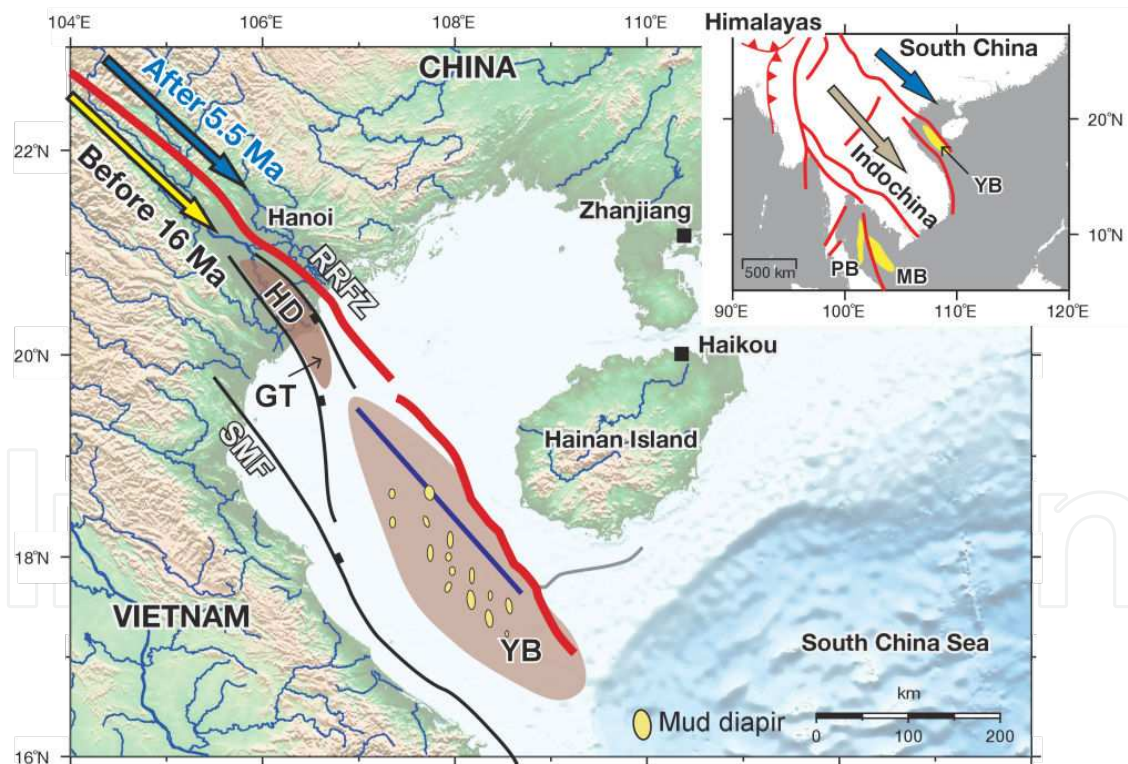 104°E
106°E
108°E
110°E
22°N
20°N
18°N
16°N
CHINA
After 5.5 Ma
Before 16 Ma
Hanoi
Zhanjiang
RRFZ
HD
GT
SMF
Haikou
Hainan Island
VIETNAM
YB
South China Sea
Mud diapir
km
0 100 200
Himalayas
South China
Indochina
YB
PB
MB
500 km
20°N
10°N
90°E
100°E
110°E
120°E